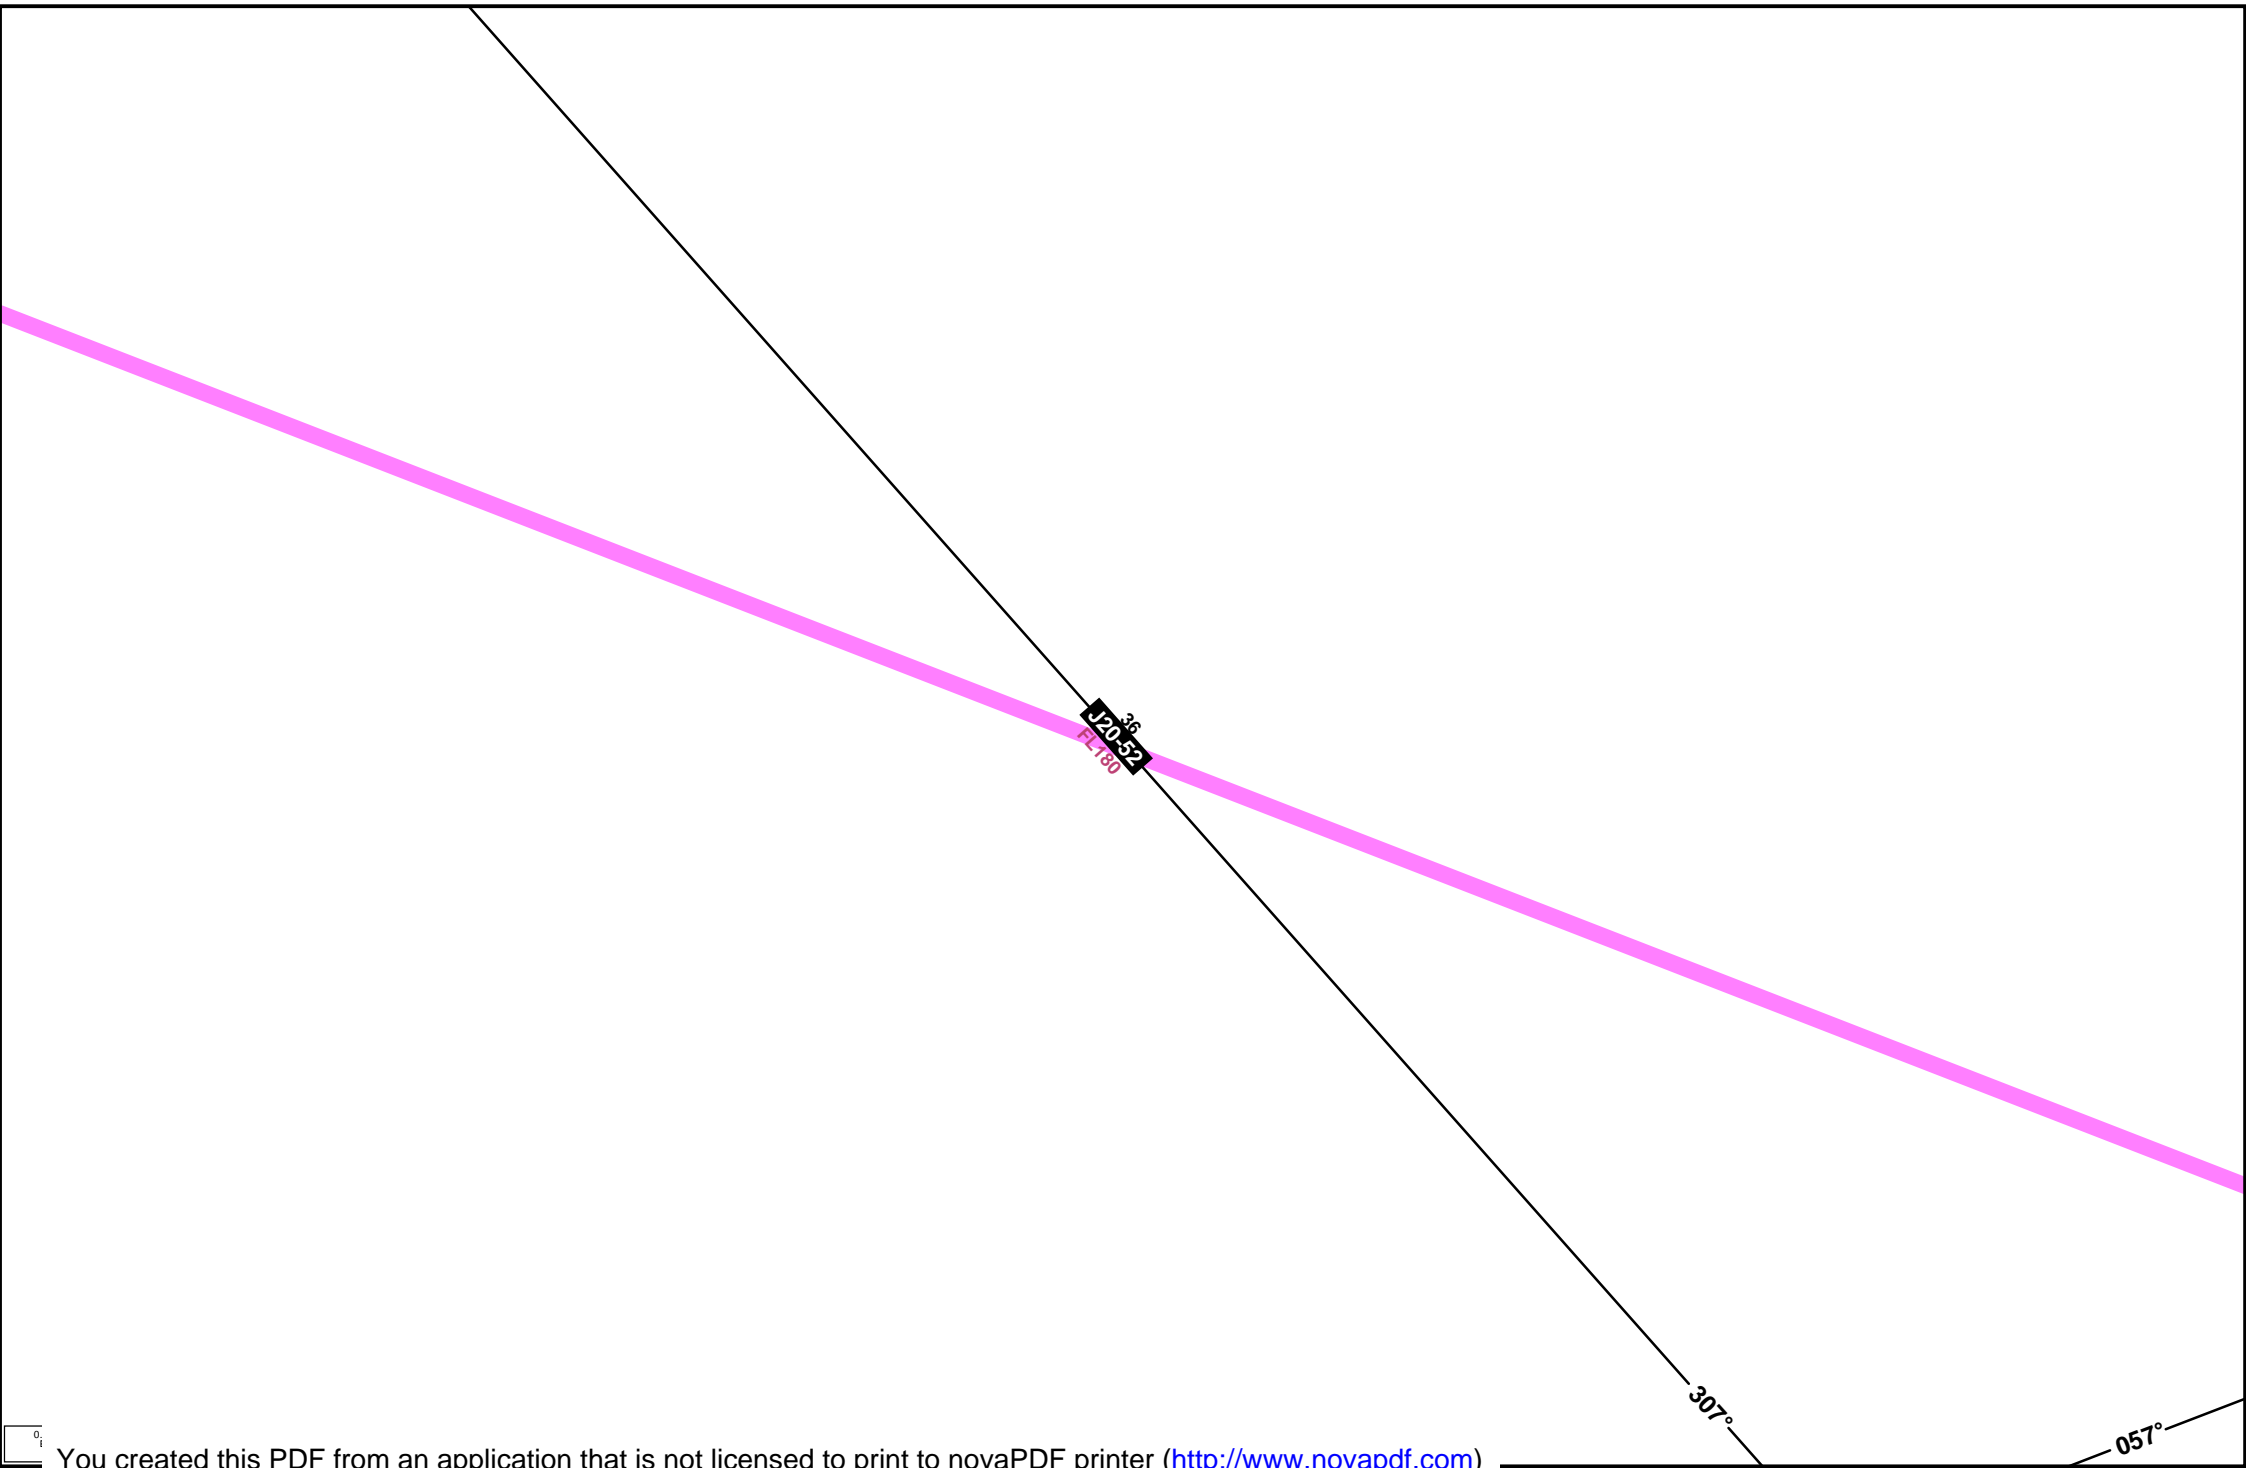 36
J20-52
FL180
307°
057°
0.
You created this PDF from an application that is not licensed to print to novaPDF printer (http://www.novapdf.com)